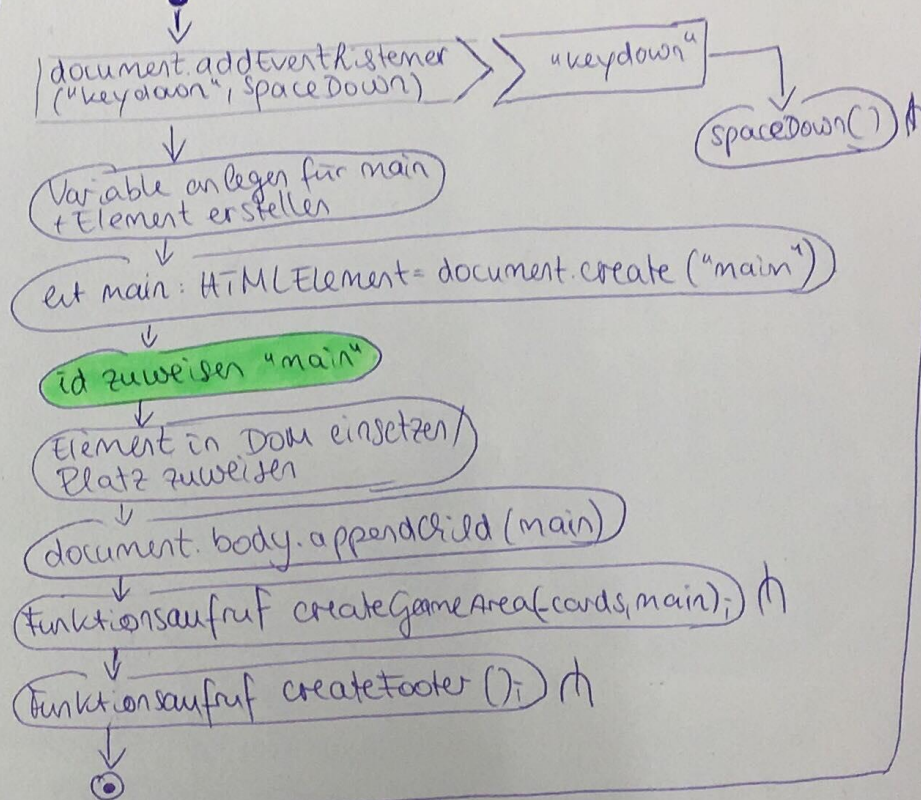 document.addEventListener
("keydown", SpaceDown)
"keydown"
spaceDown()
Variable anlegen für main
+ Element erstellen
let main: HTMLElement = document.create ("main")
id zuweisen "main"
Element in DOM einsetzen/
Platz zuweisen
document.body.appendChild(main)
Funktionsaufruf createGameArea(_cards,main);
Funktionsaufruf createFooter ();